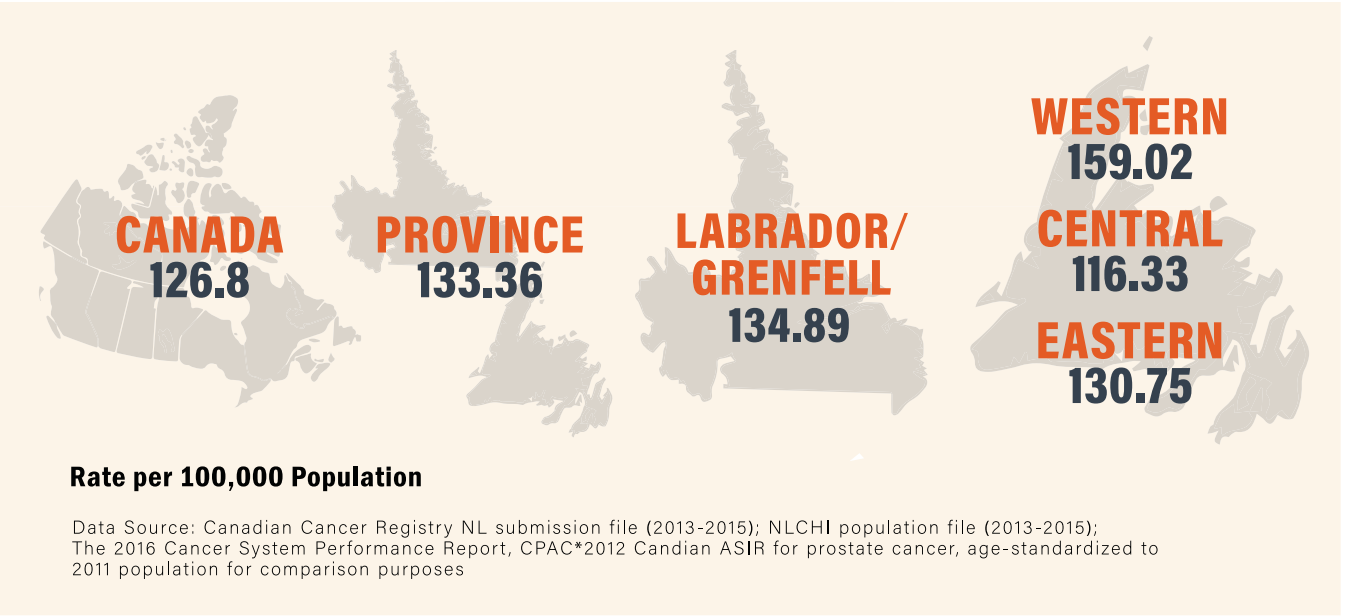 CANADA
126.8
PROVINCE
133.36
LABRADOR/
GRENFELL
134.89
WESTERN
159.02
CENTRAL
116.33
EASTERN
130.75
Rate per 100,000 Population
Data Source: Canadian Cancer Registry NL submission file (2013-2015); NLCHI population file (2013-2015);
The 2016 Cancer System Performance Report, CPAC*2012 Candian ASIR for prostate cancer, age-standardized to
2011 population for comparison purposes